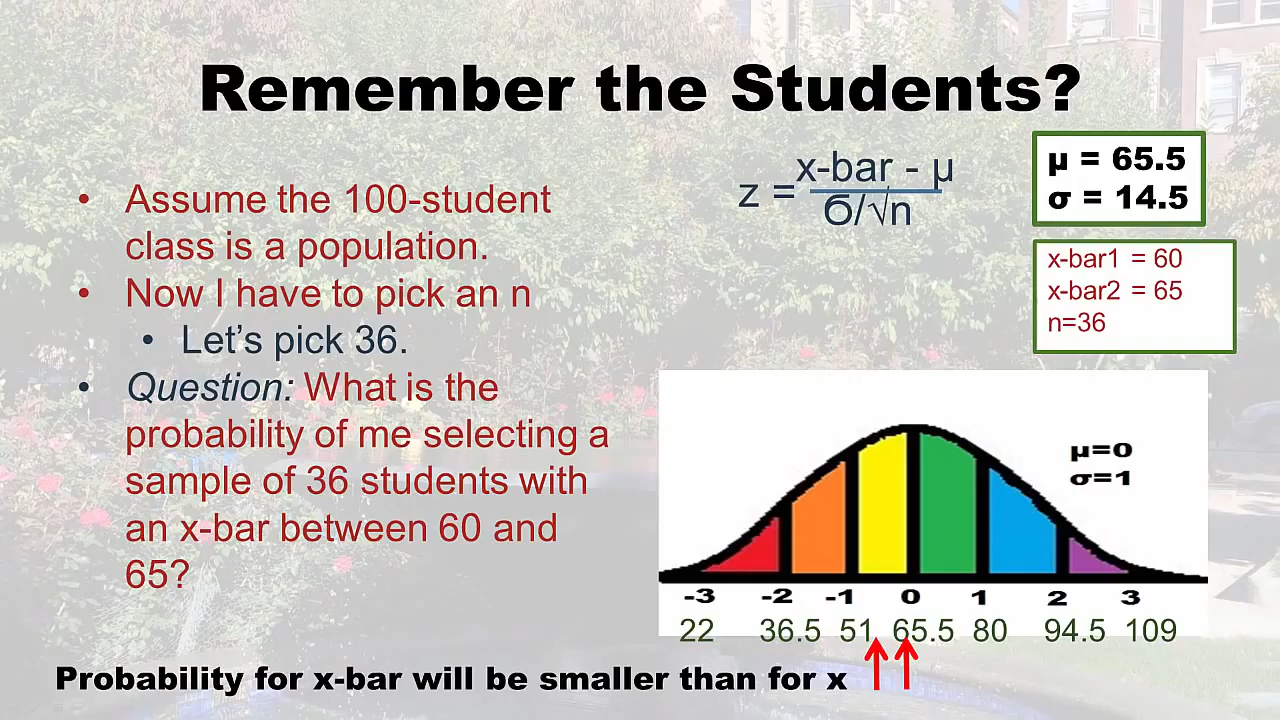 Remember the Students?
• Assume the 100-student
class is a population.
• Now I have to pick an n
• Let’s pick 36.
• Question: What is the
probability of me selecting a
sample of 36 students with
an x-bar between 60 and
65?
x-bar - µ
z =
Ϭ/√n
µ = 65.5
σ = 14.5
x-bar1 = 60
x-bar2 = 65
n=36
µ=0
σ=1
-3 -2 -1 0 1 2 3
22 36.5 51 65.5 80 94.5 109
Probability for x-bar will be smaller than for x